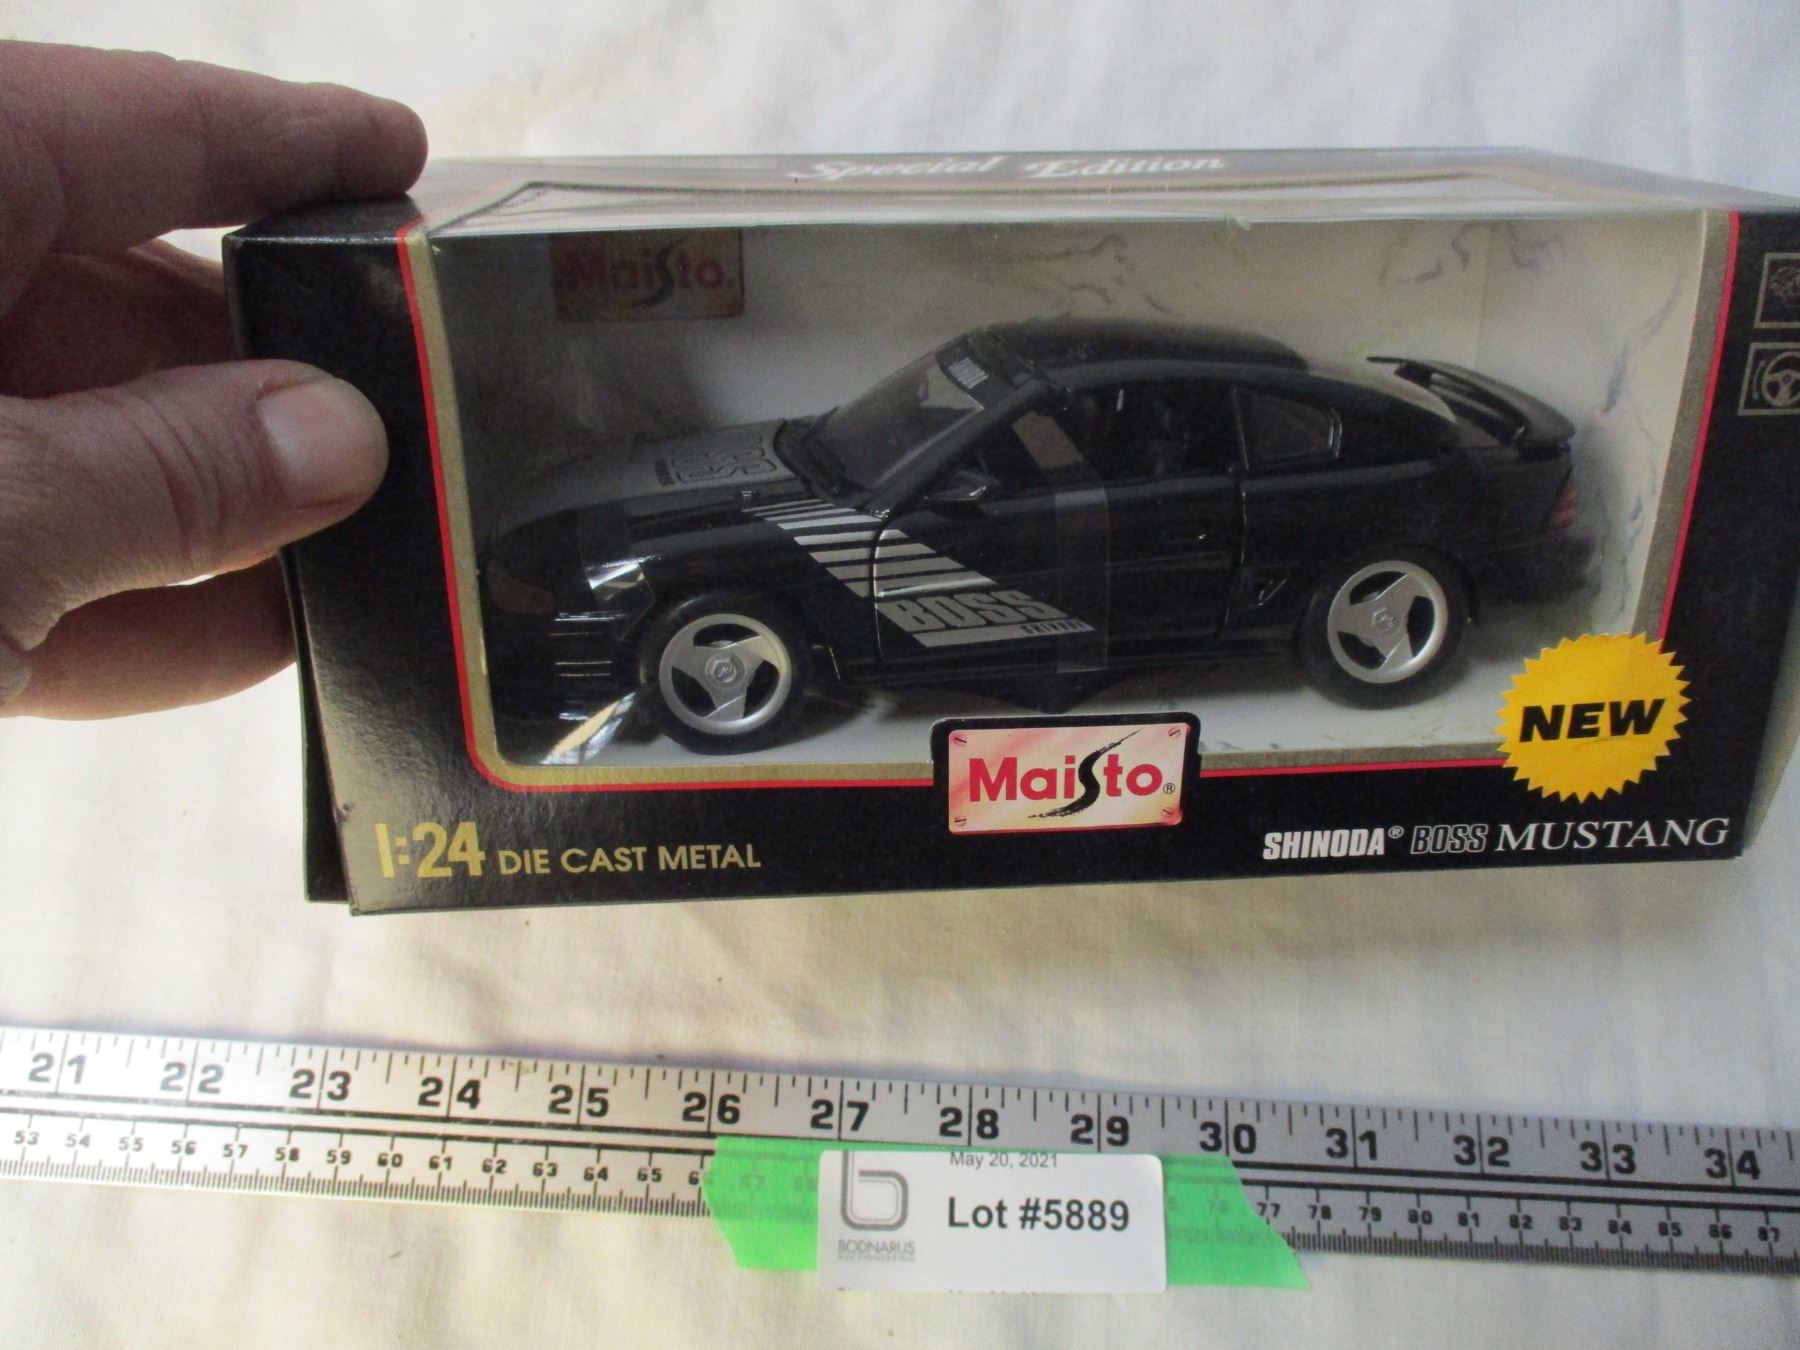 Special Edition
Maisto
BOSS
BOSS
SHINODA
Maisto®
NEW
1:24 DIE CAST METAL
SHINODA® BOSS MUSTANG
21 22 23 24 25 26 27 28 29 30 31 32 33 34
53 54 55 56 57 58 59 60 61 62 63 64 65 77 78 79 80 81 82 83 84 85 86 87
May 20, 2021
Lot #5889
BODNARUS
AUCTIONEERING